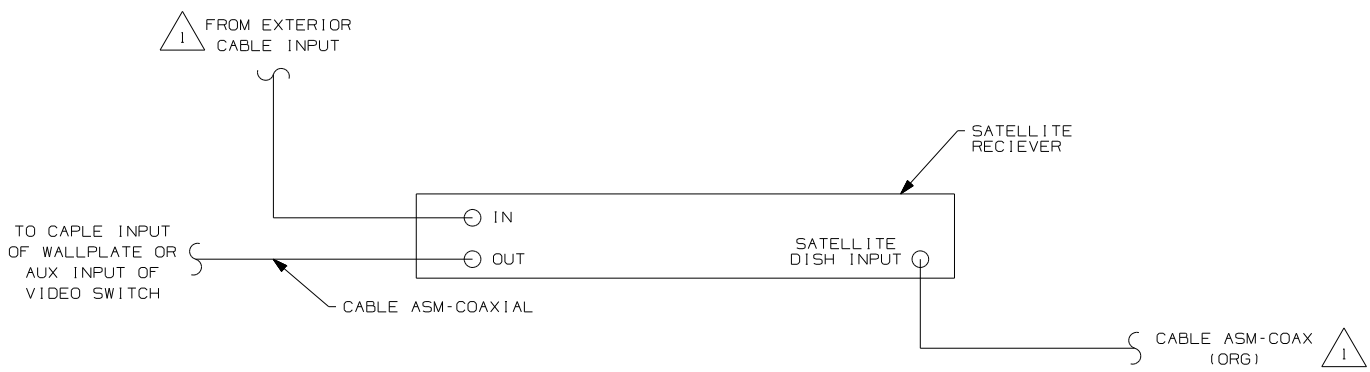 1
FROM EXTERIOR
CABLE INPUT
SATELLITE
RECIEVER
IN
TO CAPLE INPUT
OF WALLPLATE OR
AUX INPUT OF
VIDEO SWITCH
OUT
SATELLITE
DISH INPUT
CABLE ASM-COAXIAL
CABLE ASM-COAX
(ORG)
1